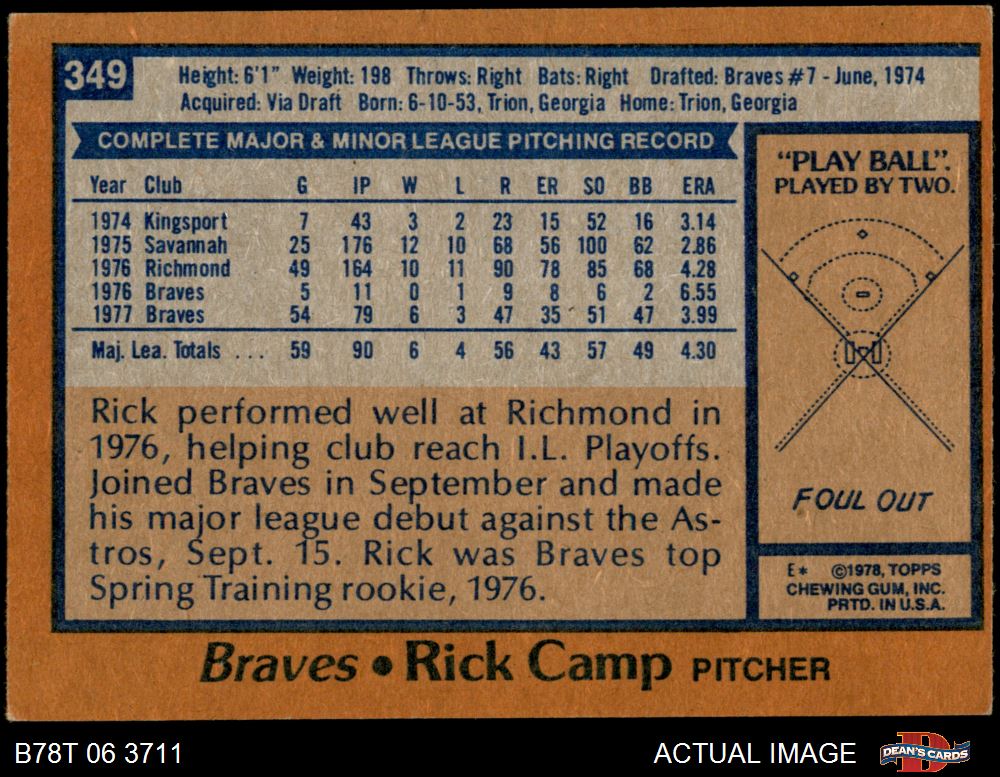 349
Height: 6'1" Weight: 198 Throws: Right Bats: Right Drafted: Braves #7 - June, 1974
Acquired: Via Draft Born: 6-10-53, Trion, Georgia Home: Trion, Georgia
COMPLETE MAJOR & MINOR LEAGUE PITCHING RECORD
Year Club G IP W L R ER SO BB ERA
1974 Kingsport 7 43 3 2 23 15 52 16 3.14
1975 Savannah 25 176 12 10 68 56 100 62 2.86
1976 Richmond 49 164 10 11 90 78 85 68 4.28
1976 Braves 5 11 0 1 9 8 6 2 6.55
1977 Braves 54 79 6 3 47 35 51 47 3.99
Maj. Lea. Totals . . . 59 90 6 4 56 43 57 49 4.30
Rick performed well at Richmond in
1976, helping club reach I.L. Playoffs.
Joined Braves in September and made
his major league debut against the As-
tros, Sept. 15. Rick was Braves top
Spring Training rookie, 1976.
"PLAY BALL".
PLAYED BY TWO.
FOUL OUT
E* ©1978, TOPPS
CHEWING GUM, INC.
PRTD. IN U.S.A.
Braves • Rick Camp PITCHER
B78T 06 3711 ACTUAL IMAGE
DEAN'S CARDS